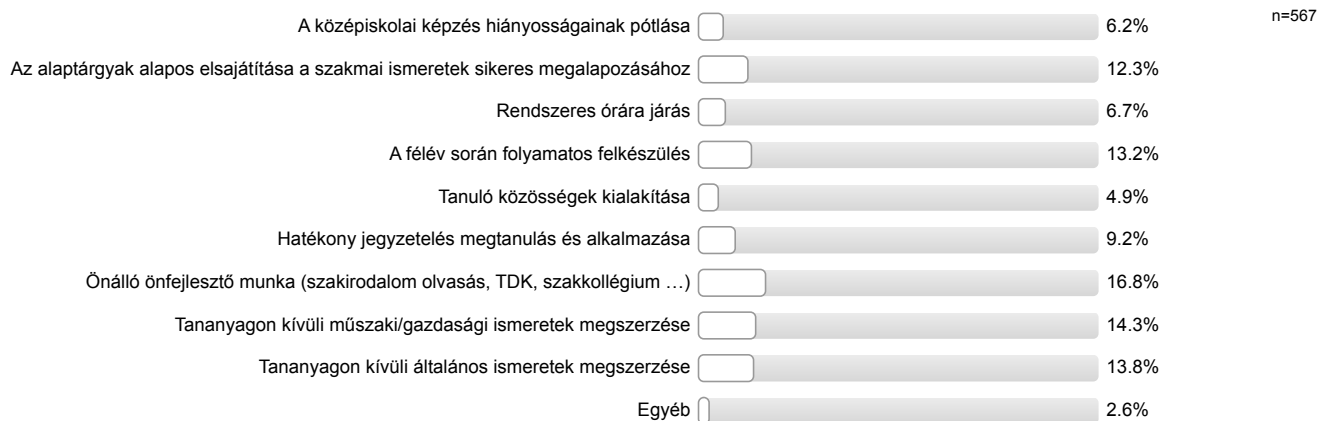 n=567
A középiskolai képzés hiányosságainak pótlása 6.2%
Az alaptárgyak alapos elsajátítása a szakmai ismeretek sikeres megalapozásához 12.3%
Rendszeres órára járás 6.7%
A félév során folyamatos felkészülés 13.2%
Tanuló közösségek kialakítása 4.9%
Hatékony jegyzetelés megtanulás és alkalmazása 9.2%
Önálló önfejlesztő munka (szakirodalom olvasás, TDK, szakkollégium …) 16.8%
Tananyagon kívüli műszaki/gazdasági ismeretek megszerzése 14.3%
Tananyagon kívüli általános ismeretek megszerzése 13.8%
Egyéb 2.6%